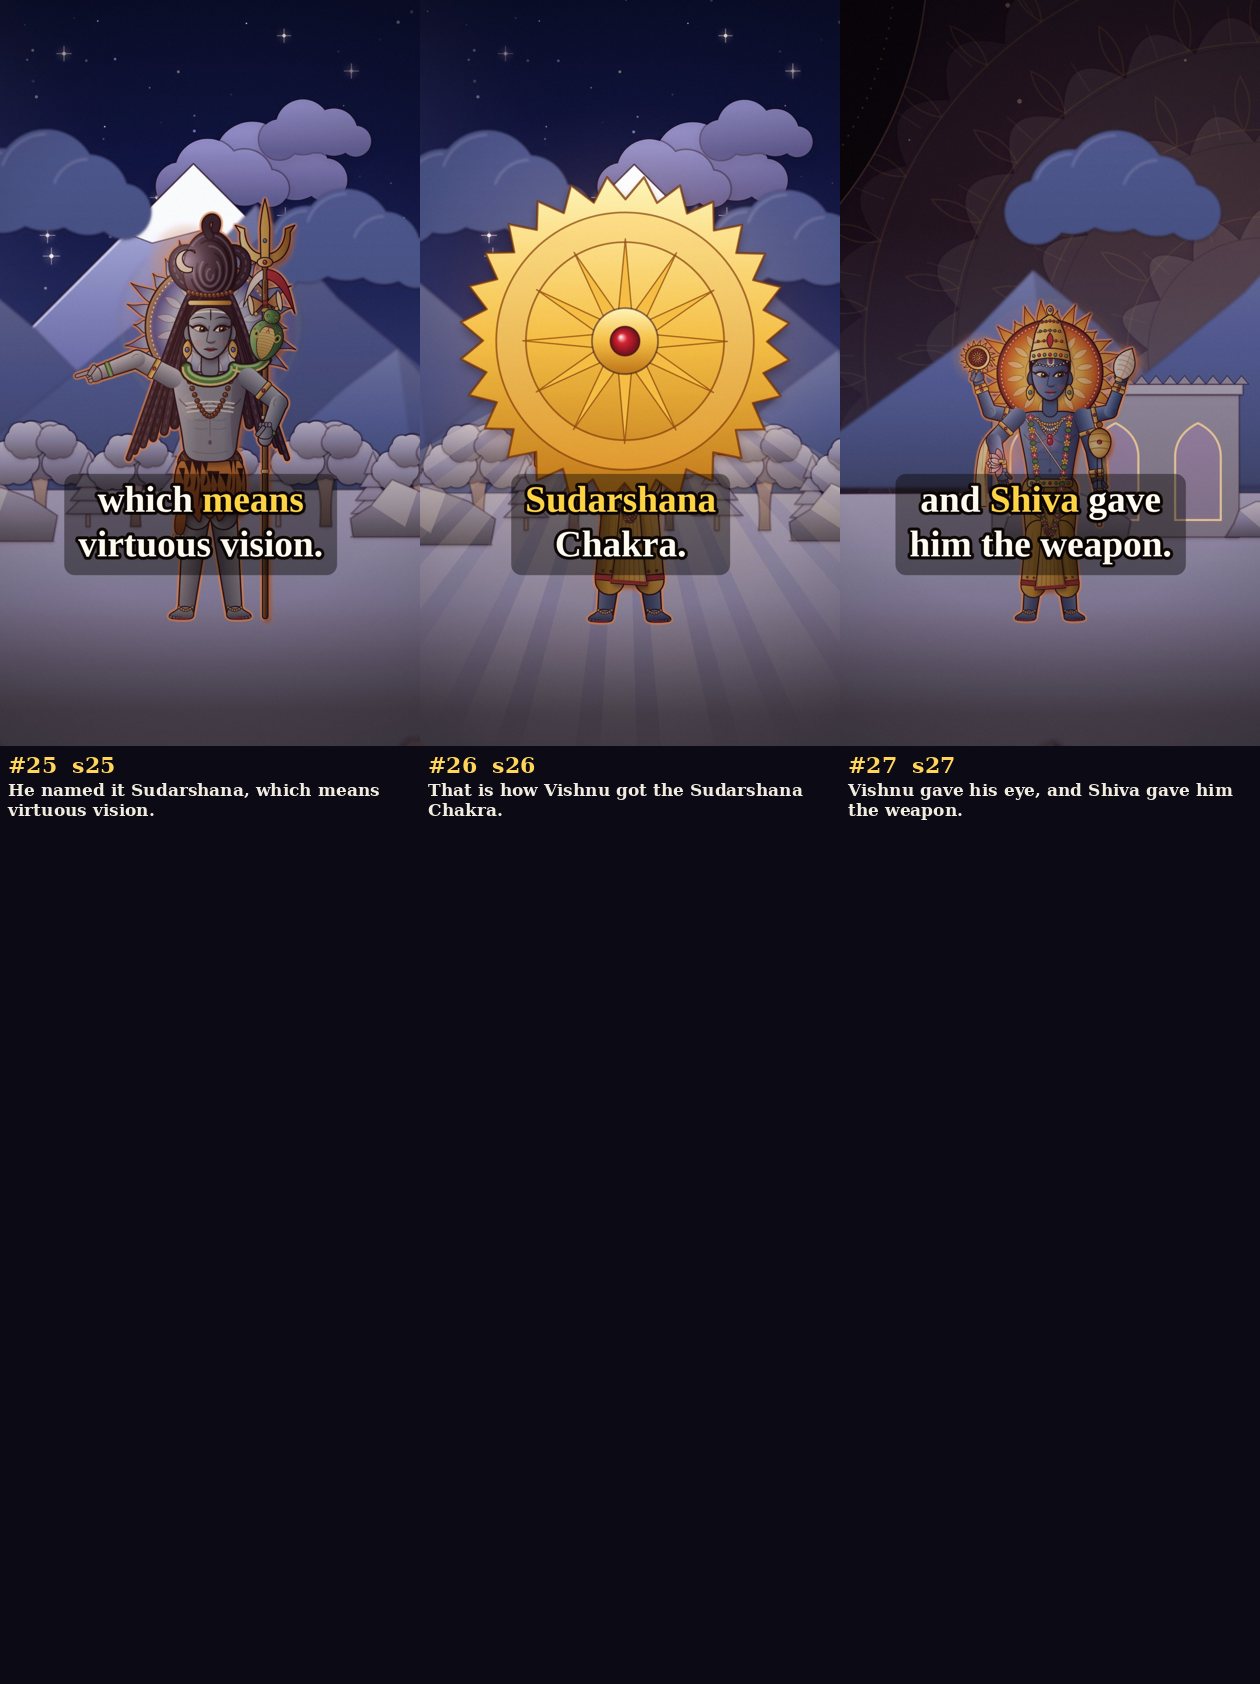 which means
virtuous vision.
#25 s25
He named it Sudarshana, which means
virtuous vision.
Sudarshana
Chakra.
#26 s26
That is how Vishnu got the Sudarshana
Chakra.
and Shiva gave
him the weapon.
#27 s27
Vishnu gave his eye, and Shiva gave him
the weapon.